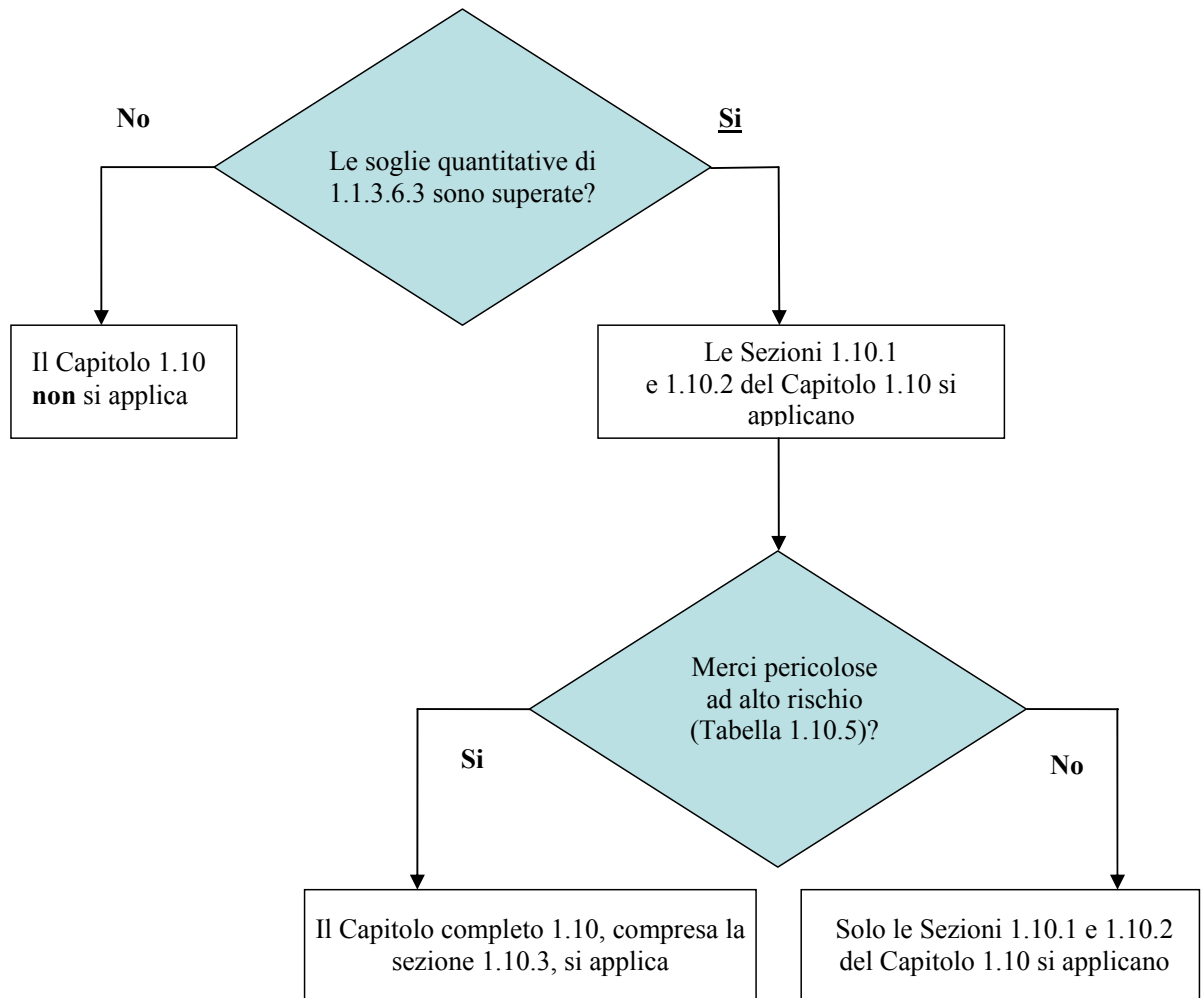 No
Si
Le soglie quantitative di
1.1.3.6.3 sono superate?
Il Capitolo 1.10
non si applica
Le Sezioni 1.10.1
e 1.10.2 del Capitolo 1.10 si
applicano
Merci pericolose
ad alto rischio
(Tabella 1.10.5)?
Si
No
Il Capitolo completo 1.10, compresa la
sezione 1.10.3, si applica
Solo le Sezioni 1.10.1 e 1.10.2
del Capitolo 1.10 si applicano